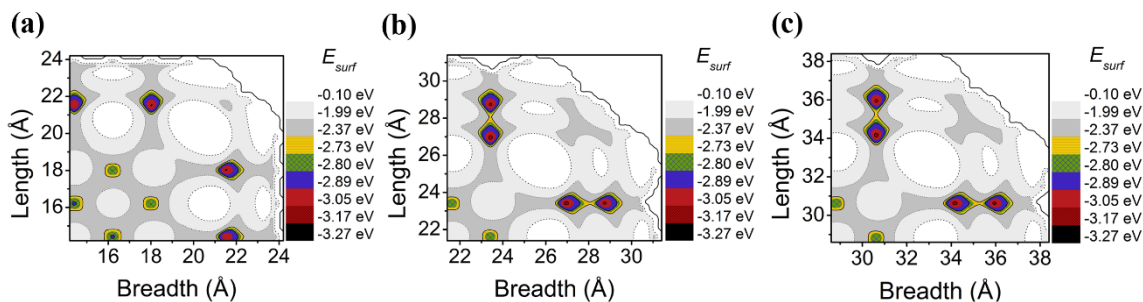 (a)
(b)
(c)
Length (Å)
24
22
20
18
16
14 16 18 20 22 24
Breadth (Å)
E_surf
-0.10 eV
-1.99 eV
-2.37 eV
-2.73 eV
-2.80 eV
-2.89 eV
-3.05 eV
-3.17 eV
-3.27 eV
Length (Å)
30
28
26
24
22
22 24 26 28 30
Breadth (Å)
E_surf
-0.10 eV
-1.99 eV
-2.37 eV
-2.73 eV
-2.80 eV
-2.89 eV
-3.05 eV
-3.17 eV
-3.27 eV
Length (Å)
38
36
34
32
30
30 32 34 36 38
Breadth (Å)
E_surf
-0.10 eV
-1.99 eV
-2.37 eV
-2.73 eV
-2.80 eV
-2.89 eV
-3.05 eV
-3.17 eV
-3.27 eV